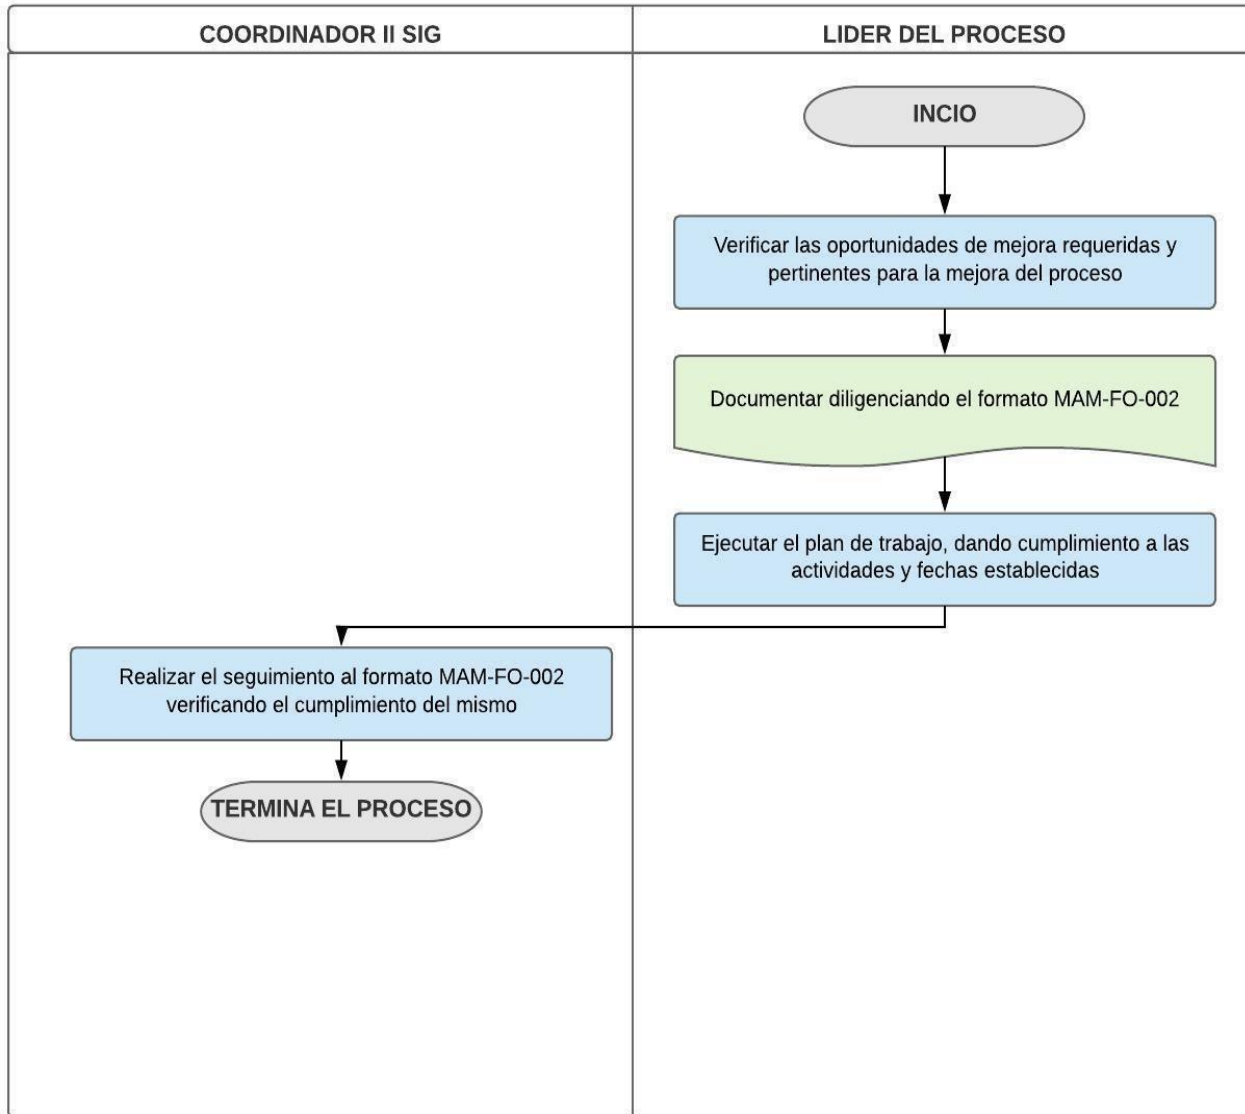 COORDINADOR II SIG
LIDER DEL PROCESO
INCIO
Verificar las oportunidades de mejora requeridas y
pertinentes para la mejora del proceso
Documentar diligenciando el formato MAM-FO-002
Ejecutar el plan de trabajo, dando cumplimiento a las
actividades y fechas establecidas
Realizar el seguimiento al formato MAM-FO-002
verificando el cumplimiento del mismo
TERMINA EL PROCESO